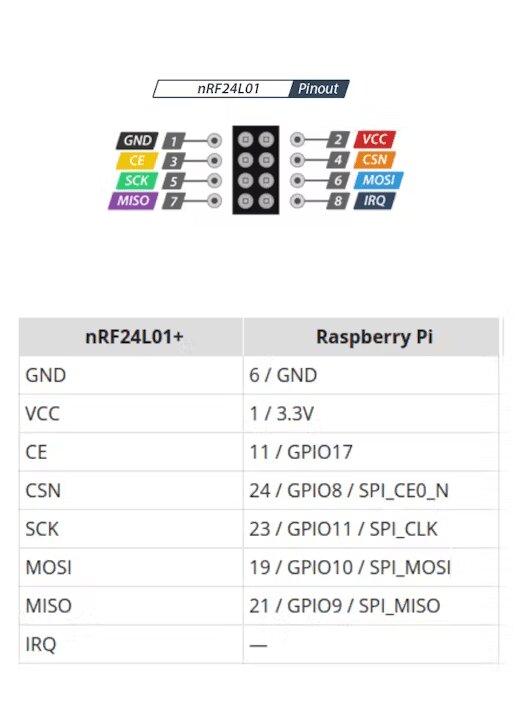 nRF24L01 Pinout
GND 1 2 VCC
CE 3 4 CSN
SCK 5 6 MOSI
MISO 7 8 IRQ
nRF24L01+ Raspberry Pi
GND 6 / GND
VCC 1 / 3.3V
CE 11 / GPIO17
CSN 24 / GPIO8 / SPI_CE0_N
SCK 23 / GPIO11 / SPI_CLK
MOSI 19 / GPIO10 / SPI_MOSI
MISO 21 / GPIO9 / SPI_MISO
IRQ —